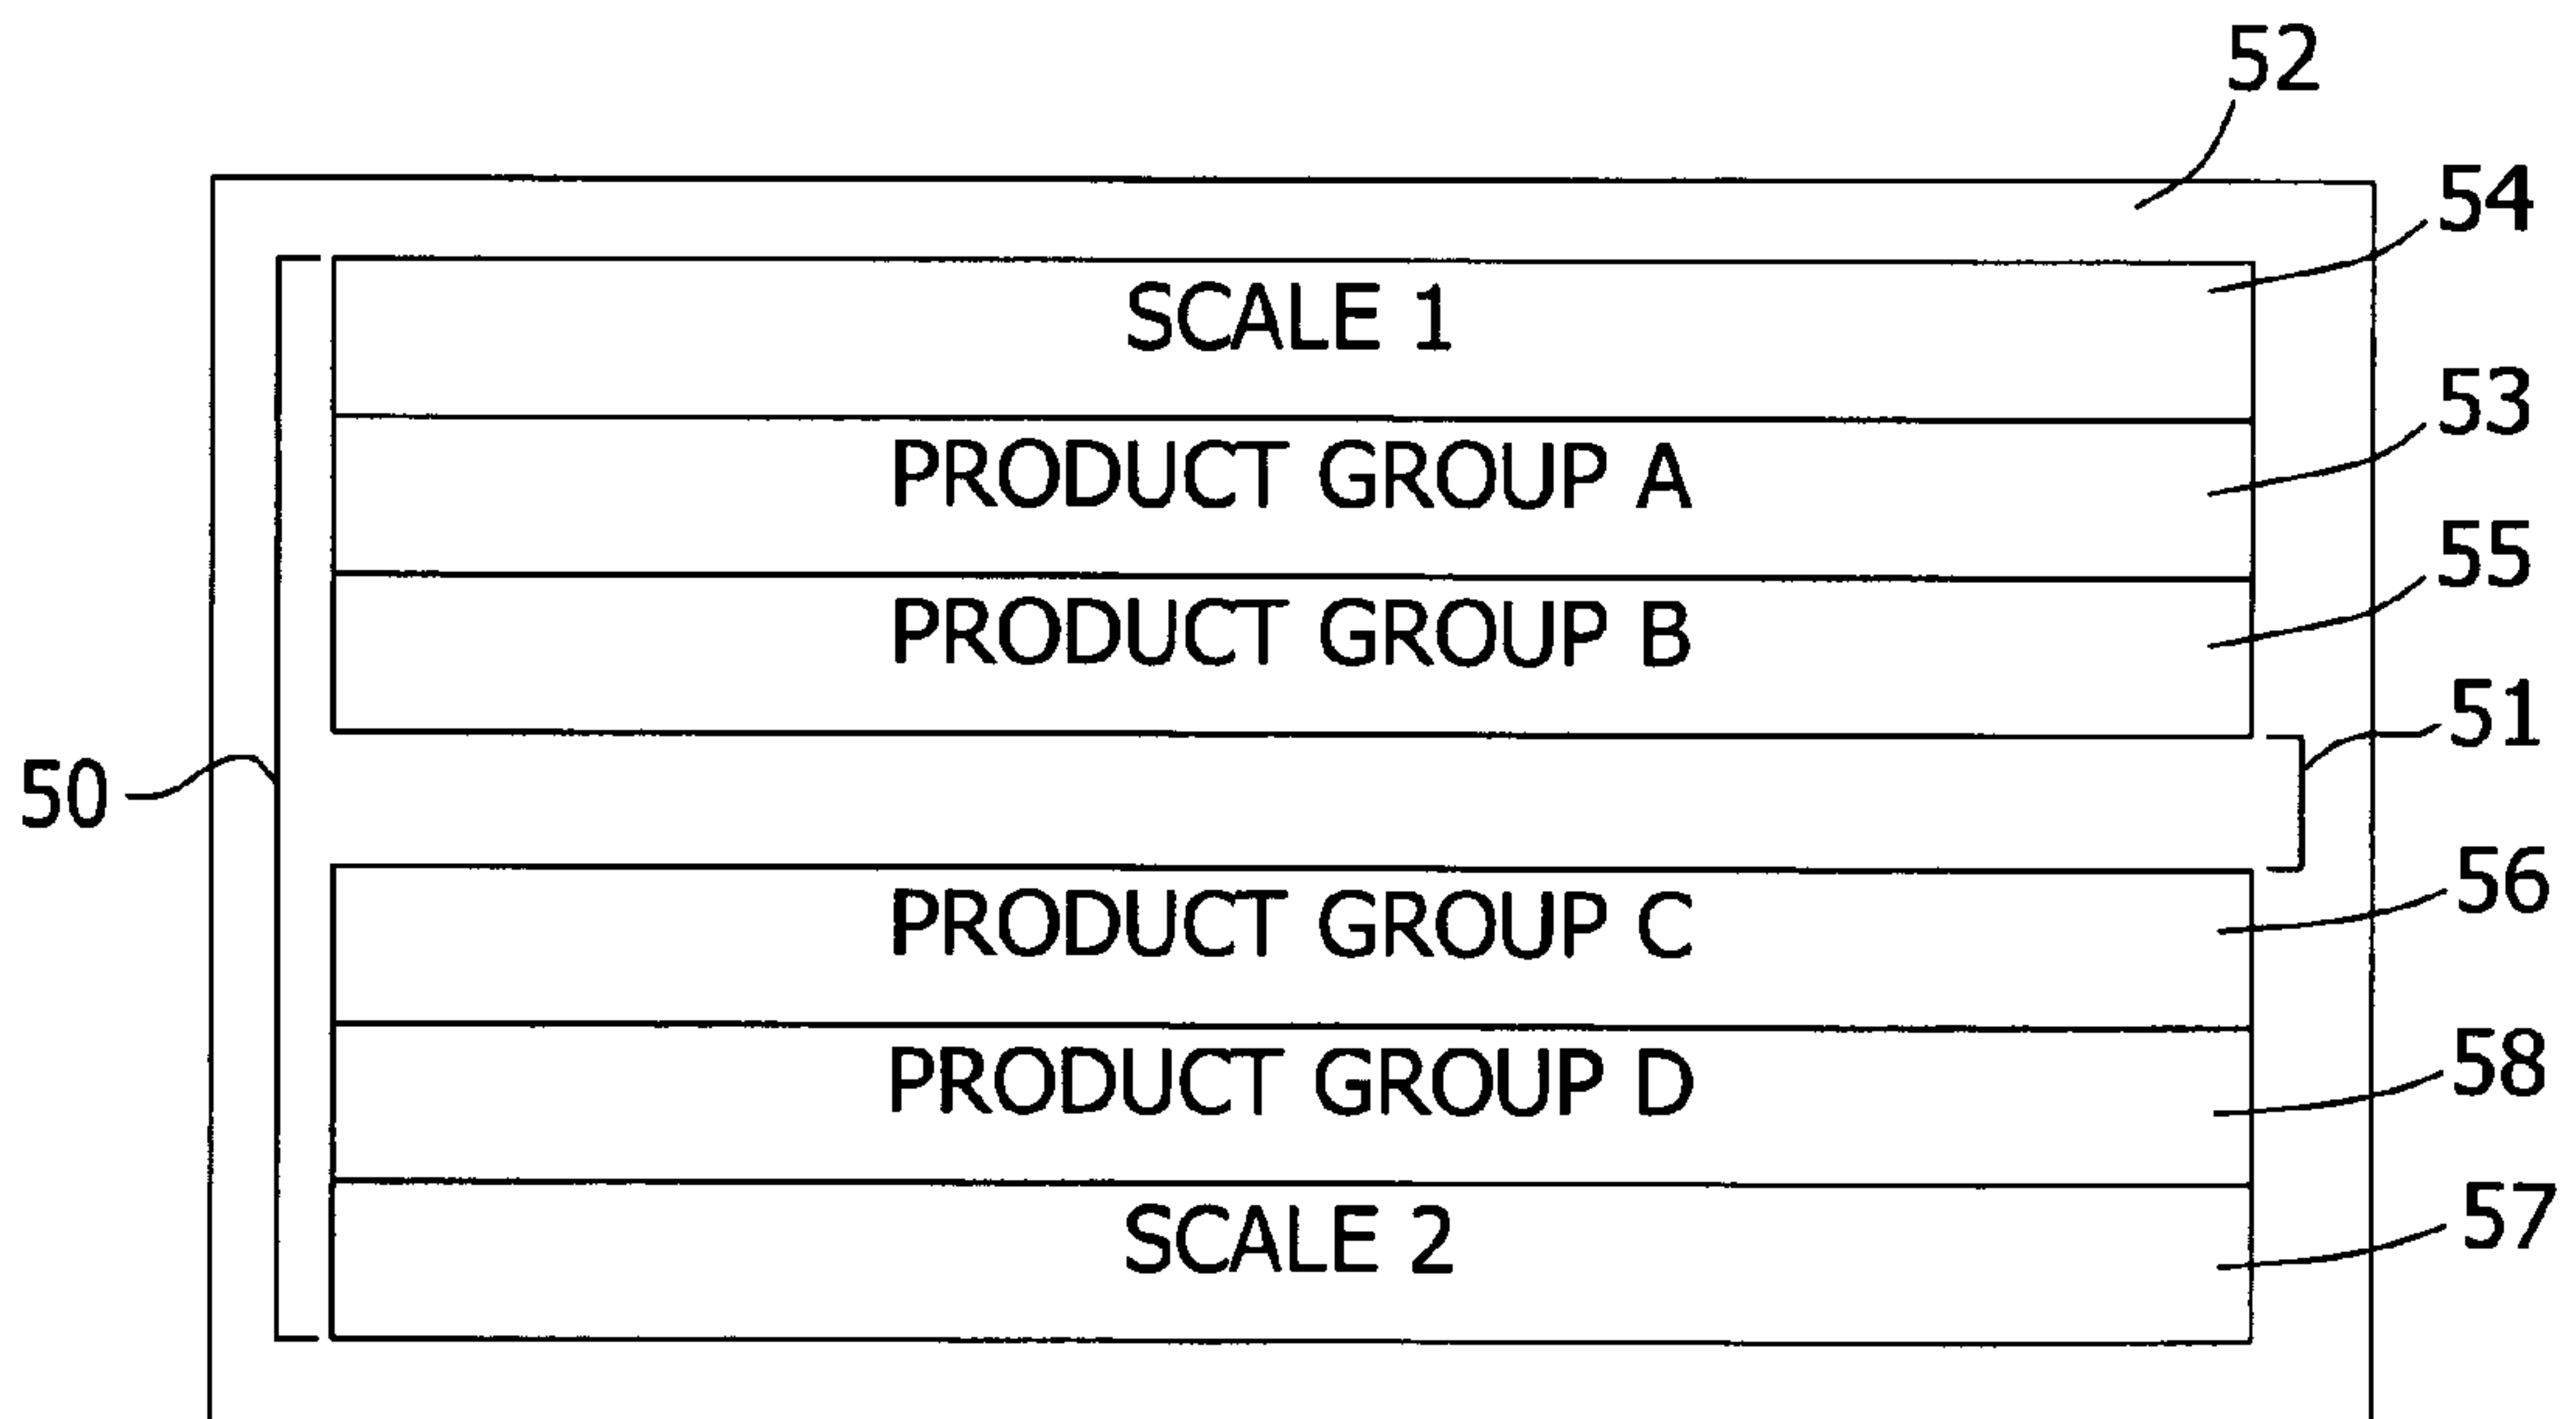 52
54
SCALE 1
53
PRODUCT GROUP A
55
PRODUCT GROUP B
51
50
56
PRODUCT GROUP C
58
PRODUCT GROUP D
57
SCALE 2